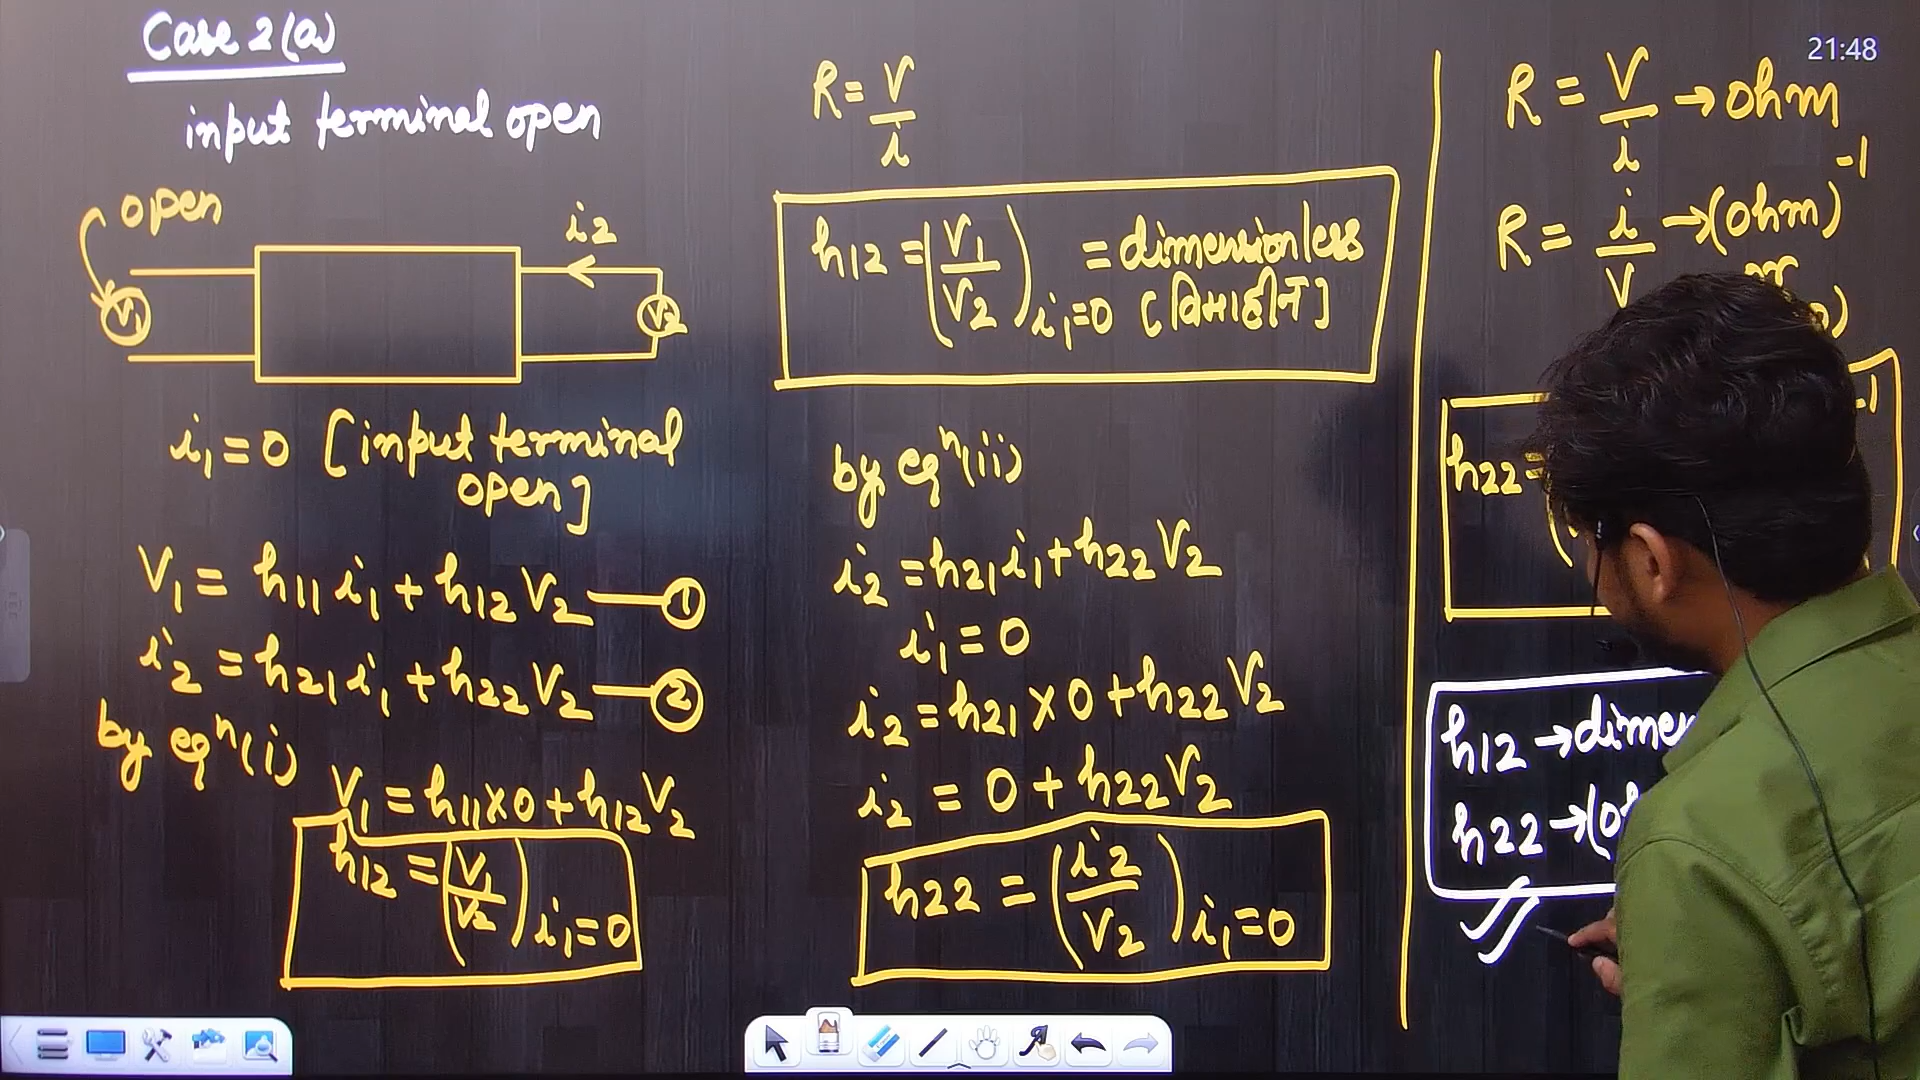 Case 2(a)
input terminal open
open
i2
V1
V2
i1=0 [input terminal
open]
V1 = h11 i1 + h12 V2 — 1
i2 = h21 i1 + h22 V2 — 2
by eqn(i)
V1 = h11×0 + h12 V2
h12 = (V1/V2) i1=0
R = V/i
h12 = (V1/V2) i1=0 = dimensionless
[विमाहीन]
by eqn(ii)
i2 = h21 i1 + h22 V2
i1 = 0
i2 = h21 × 0 + h22 V2
i2 = 0 + h22 V2
h22 = (i2/V2) i1=0
21:48
R = V/i → ohm
R = i/V → (ohm)-1
or
h22 =
-1
h12 →
h22 →